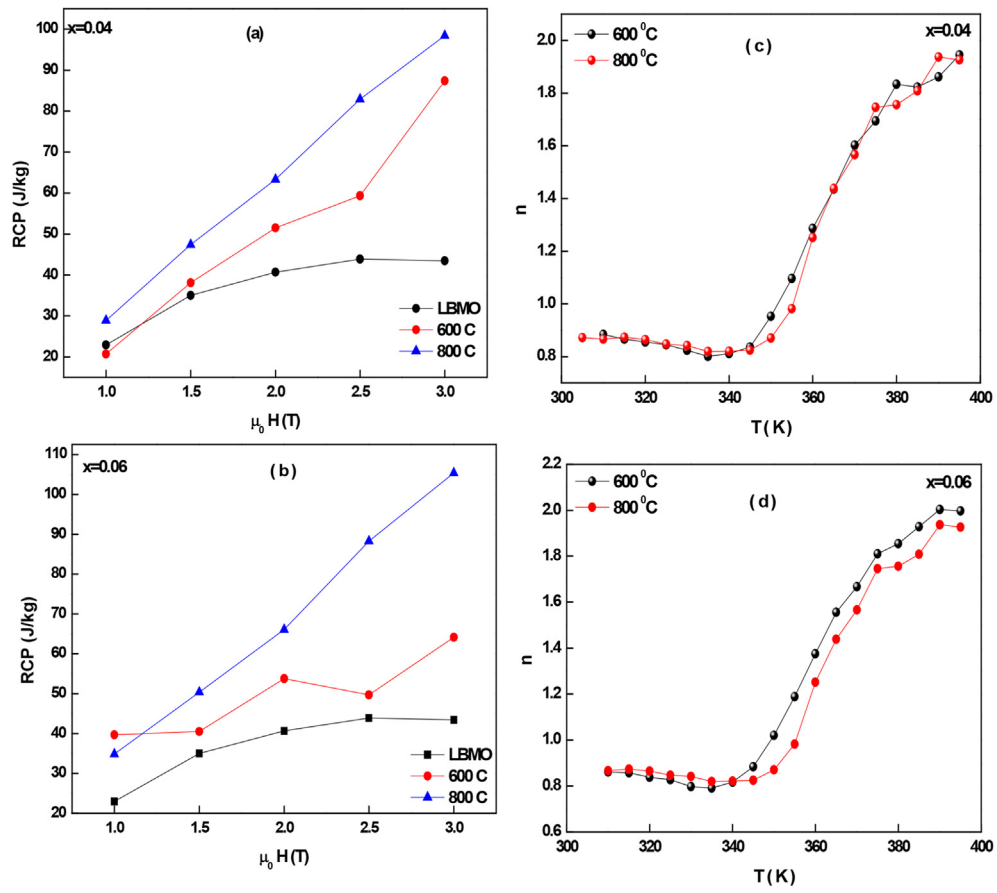 x=0.04
(a)
100
90
80
70
60
50
40
30
20
RCP (J/kg)
LBMO
600 C
800 C
1.0 1.5 2.0 2.5 3.0
μ0 H (T)
600 0C
800 0C
( c )
x=0.04
2.0
1.8
1.6
1.4
1.2
1.0
0.8
n
300 320 340 360 380 400
T ( K )
x=0.06
( b )
110
100
90
80
70
60
50
40
30
20
RCP (J/kg)
LBMO
600 C
800 C
1.0 1.5 2.0 2.5 3.0
μ0 H (T)
600 0C
800 0C
( d )
x=0.06
2.2
2.0
1.8
1.6
1.4
1.2
1.0
0.8
0.6
n
300 320 340 360 380 400
T ( K )